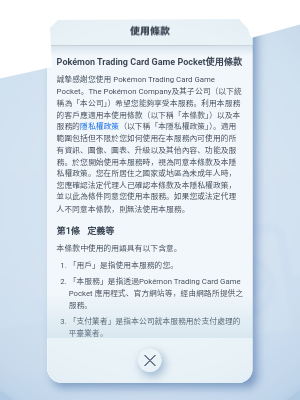 使用條款
Pokémon Trading Card Game Pocket使用條款
誠摯感謝您使用 Pokémon Trading Card Game
Pocket。The Pokémon Company及其子公司（以下統
稱為「本公司」）希望您能夠享受本服務。利用本服務
的客戶應適用本使用條款（以下稱「本條款」）以及本
服務的隱私權政策（以下稱「本隱私權政策」）。適用
範圍包括但不限於您如何使用在本服務內可使用的所
有資訊、圖像、圖表、升級以及其他內容、功能及服
務。於您開始使用本服務時，視為同意本條款及本隱
私權政策。您在所居住之國家或地區為未成年人時，
您應確認法定代理人已確認本條款及本隱私權政策，
並以此為條件同意您使用本服務。如果您或法定代理
人不同意本條款，則無法使用本服務。
第1條 定義等
本條款中使用的用語具有以下含意。
1. 「用戶」是指使用本服務的您。
2. 「本服務」是指透過Pokémon Trading Card Game
Pocket 應用程式、官方網站等，經由網路所提供之
服務。
3. 「支付業者」是指本公司就本服務用於支付處理的
平臺業者。